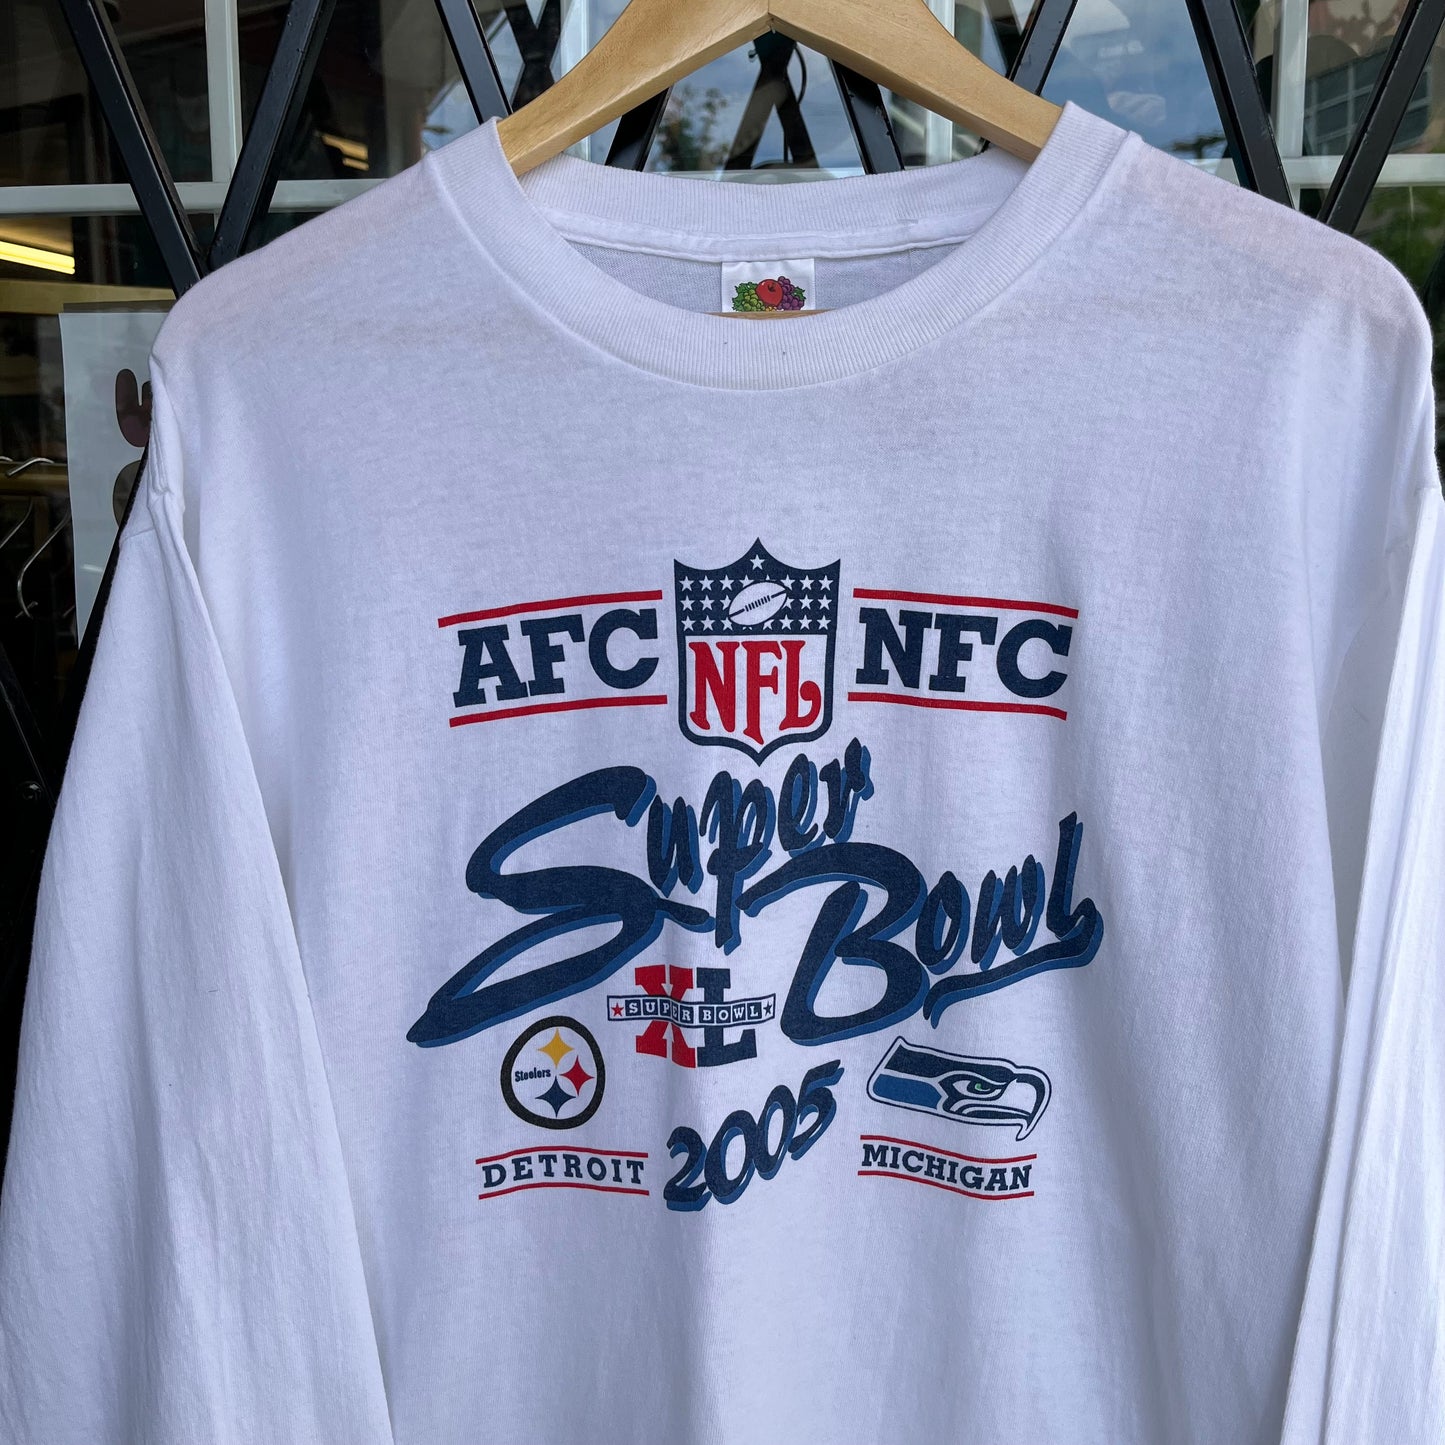 AFC NFL NFC
Super Bowl
XL
SUPER BOWL
Steelers
2005
DETROIT
MICHIGAN